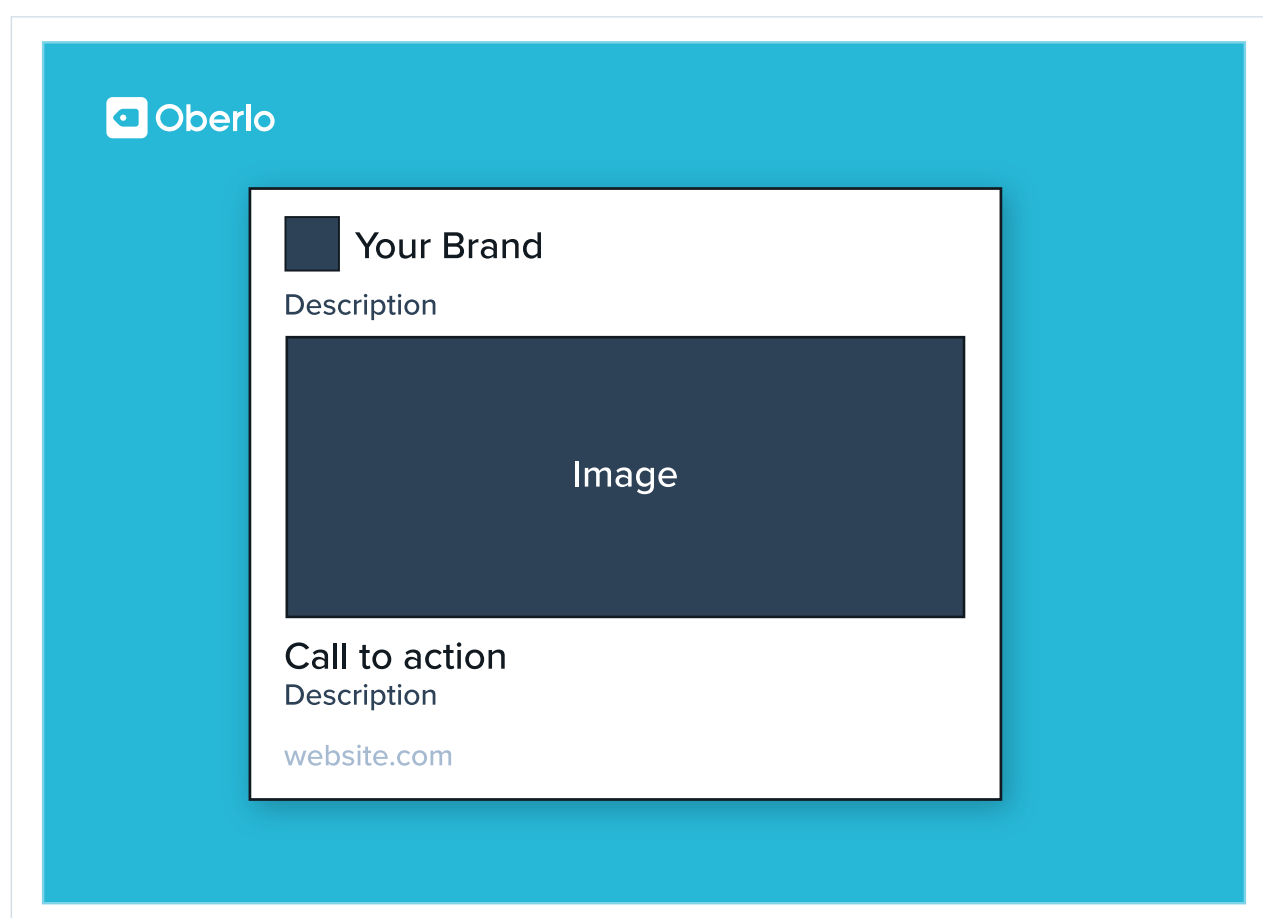 Oberlo
Your Brand
Description
Image
Call to action
Description
website.com